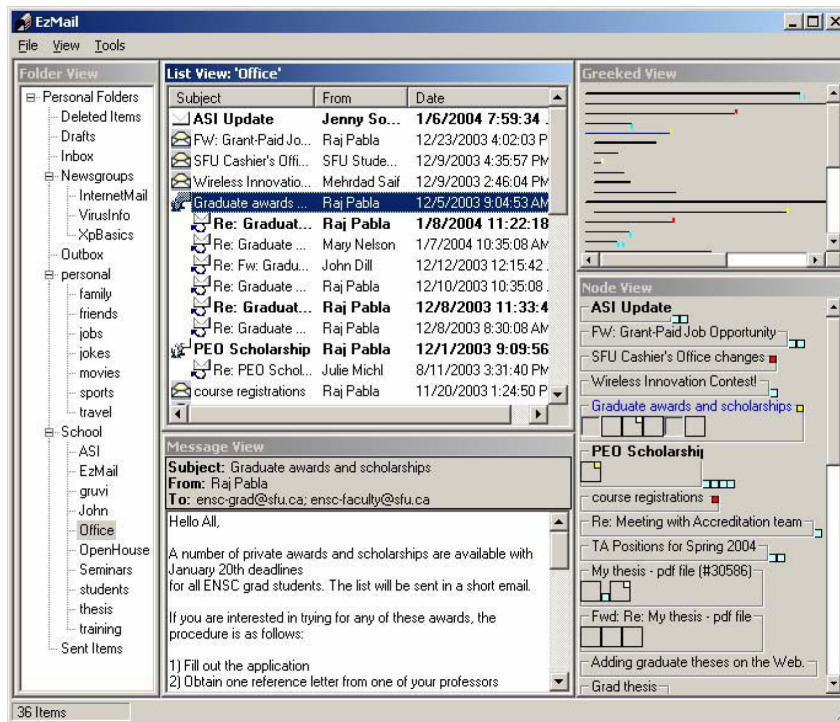 EzMail
File View Tools
Folder View
Personal Folders
Deleted Items
Drafts
Inbox
Newsgroups
InternetMail
VirusInfo
XpBasics
Outbox
personal
family
friends
jobs
jokes
movies
sports
travel
School
ASI
EzMail
gruvi
John
Office
OpenHouse
Seminars
students
thesis
training
Sent Items
List View: 'Office'
Subject From Date
ASI Update Jenny So... 1/6/2004 7:59:34 .
FW: Grant-Paid Jo... Raj Pabla 12/23/2003 4:02:03 P
SFU Cashier's Offi... SFU Stude... 12/9/2003 4:35:57 PM
Wireless Innovatio... Mehrdad Saif 12/9/2003 2:46:04 PM
Graduate awards ... Raj Pabla 12/5/2003 9:04:53 AM
Re: Graduat... Raj Pabla 1/8/2004 11:22:18
Re: Graduate ... Mary Nelson 1/7/2004 10:35:08 AM
Re: Fw: Gradu... John Dill 12/12/2003 12:15:42 .
Re: Graduate ... Raj Pabla 12/10/2003 10:35:08 .
Re: Graduat... Raj Pabla 12/8/2003 11:33:4
Re: Graduate ... Raj Pabla 12/8/2003 8:30:08 AM
PEO Scholarship Raj Pabla 12/1/2003 9:09:56
Re: PEO Schol... Julie Michl 8/11/2003 3:31:40 PM
course registrations Raj Pabla 11/20/2003 1:24:50 P
Message View
Subject: Graduate awards and scholarships
From: Raj Pabla
To: ensc-grad@sfu.ca; ensc-faculty@sfu.ca
Hello All,
A number of private awards and scholarships are available with
January 20th deadlines
for all ENSC grad students. The list will be sent in a short email.
If you are interested in trying for any of these awards, the
procedure is as follows:
1) Fill out the application
2) Obtain one reference letter from one of your professors
Greeked View
Node View
ASI Update
FW: Grant-Paid Job Opportunity
SFU Cashier's Office changes
Wireless Innovation Contest!
Graduate awards and scholarships
PEO Scholarship
course registrations
Re: Meeting with Accreditation team
TA Positions for Spring 2004
My thesis - pdf file (#30586)
Fwd: Re: My thesis - pdf file
Adding graduate theses on the Web.
Grad thesis
36 Items